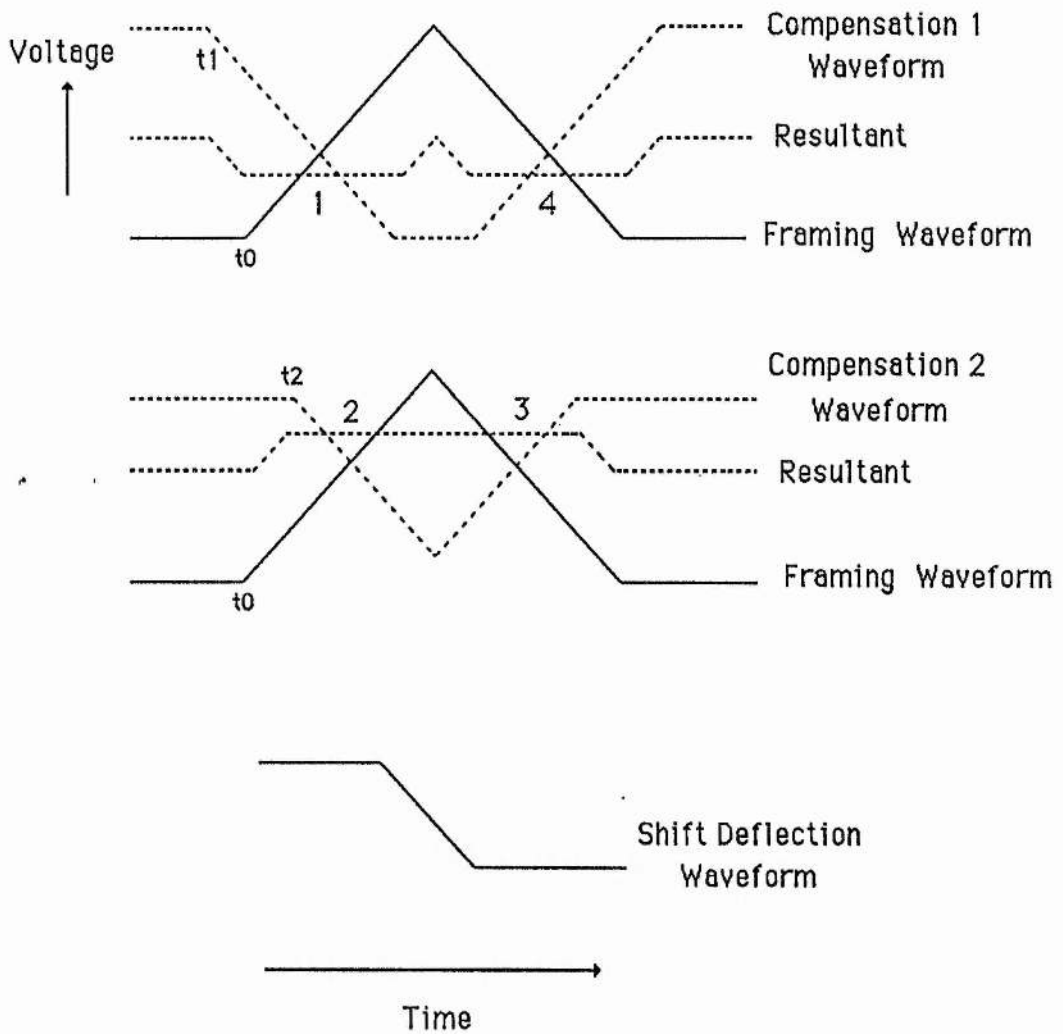 Voltage
t1
Compensation 1
Waveform
Resultant
1
4
t0
Framing Waveform
t2
2
3
Compensation 2
Waveform
Resultant
Framing Waveform
t0
Shift Deflection
Waveform
Time